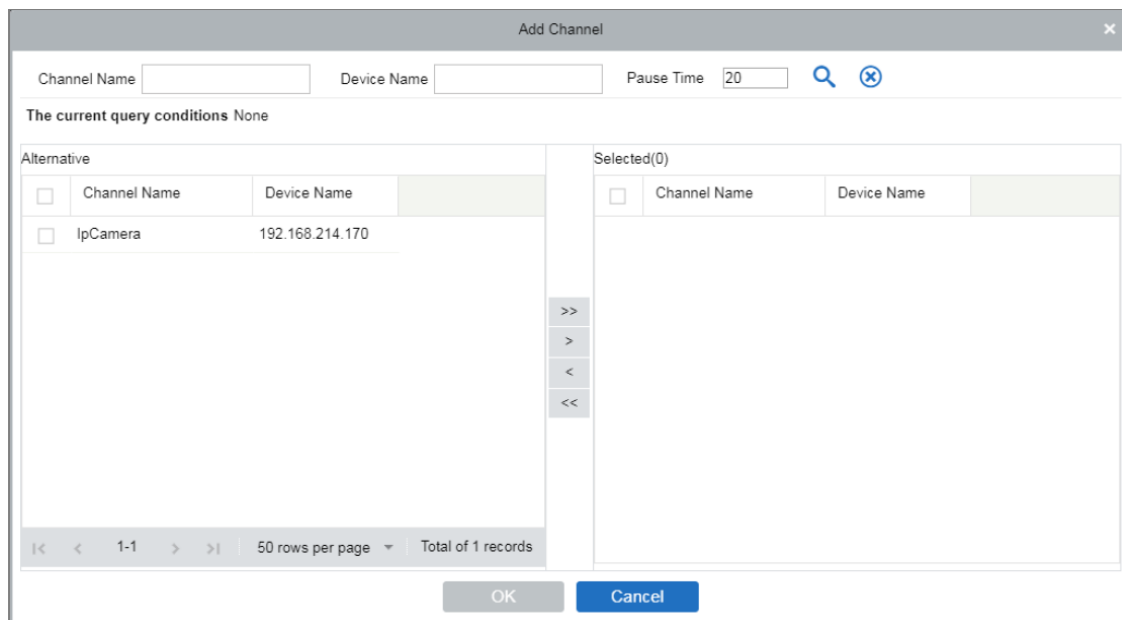 Add Channel
Channel Name Device Name Pause Time 20
The current query conditions None
Alternative Selected(0)
Channel Name Device Name Channel Name Device Name
IpCamera 192.168.214.170
>>
>
<
<<
1-1 50 rows per page Total of 1 records
OK Cancel